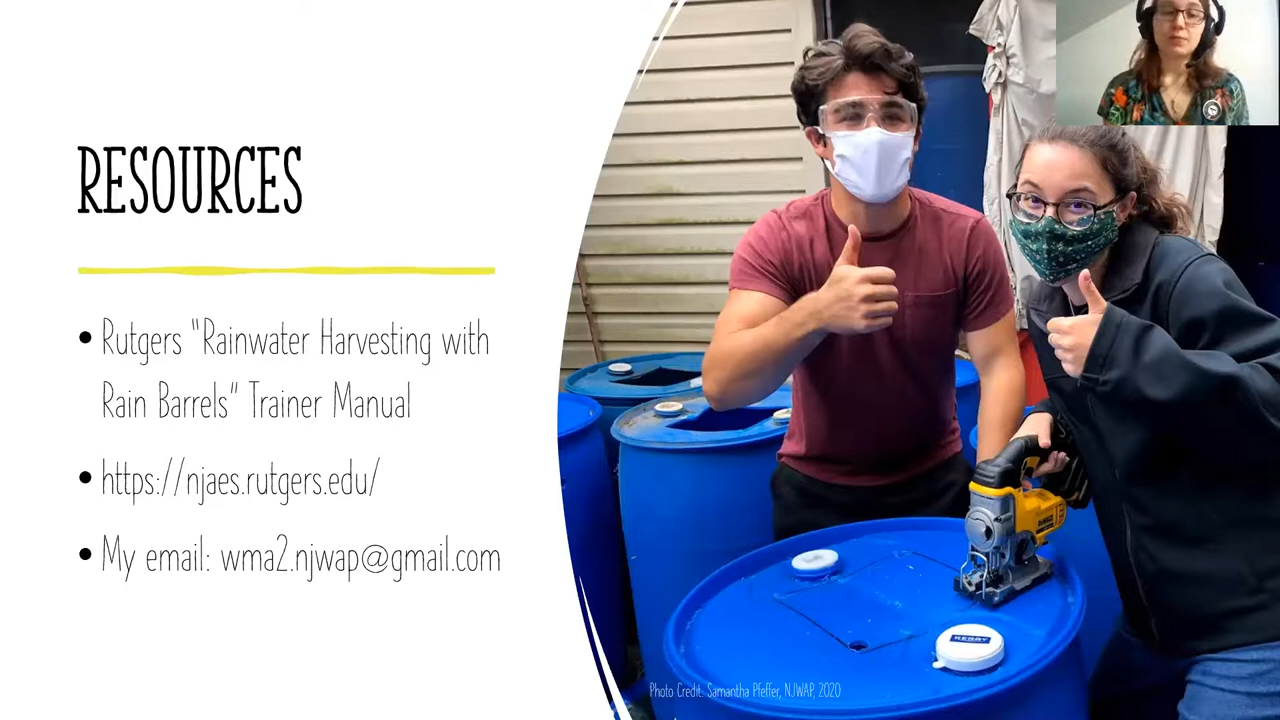 RESOURCES
• Rutgers "Rainwater Harvesting with
Rain Barrels" Trainer Manual
• https://njaes.rutgers.edu/
• My email: wma2.njwap@gmail.com
DEWALT
KERRY
Photo Credit: Samantha Pfeffer, NJWAP, 2020